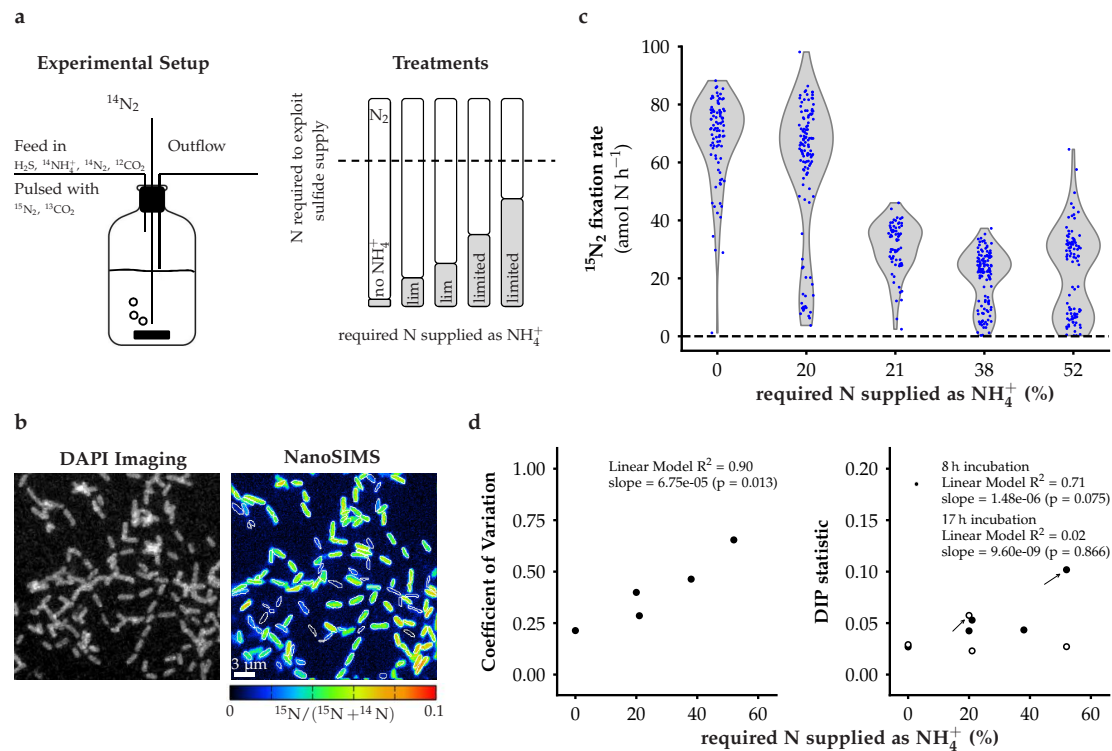 a
Experimental Setup
¹⁴N₂
Feed in
H₂S, ¹⁴NH₄⁺, ¹⁴N₂, ¹²CO₂
Outflow
Pulsed with
¹⁵N₂, ¹³CO₂
Treatments
N required to exploit
sulfide supply
N₂
no NH₄⁺
lim
lim
limited
limited
required N supplied as NH₄⁺
b
DAPI Imaging
NanoSIMS
3 µm
0
¹⁵N/(¹⁵N+¹⁴N)
0.1
c
¹⁵N₂ fixation rate
(amol N h⁻¹)
100
80
60
40
20
0
0
20
21
38
52
required N supplied as NH₄⁺ (%)
d
Coefficient of Variation
1.00
0.75
0.50
0.25
0.00
Linear Model R² = 0.90
slope = 6.75e-05 (p = 0.013)
0
20
40
60
DIP statistic
0.20
0.15
0.10
0.05
0.00
8 h incubation
Linear Model R² = 0.71
slope = 1.48e-06 (p = 0.075)
17 h incubation
Linear Model R² = 0.02
slope = 9.60e-09 (p = 0.866)
0
20
40
60
required N supplied as NH₄⁺ (%)